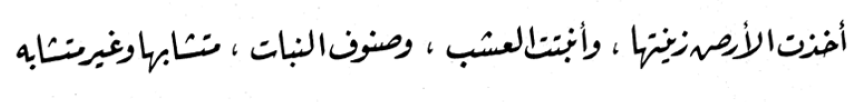 أخذت الأرض زينتها ، وأنبتت العشب ، وصنوف النبات ، متشابها وغير متشابه